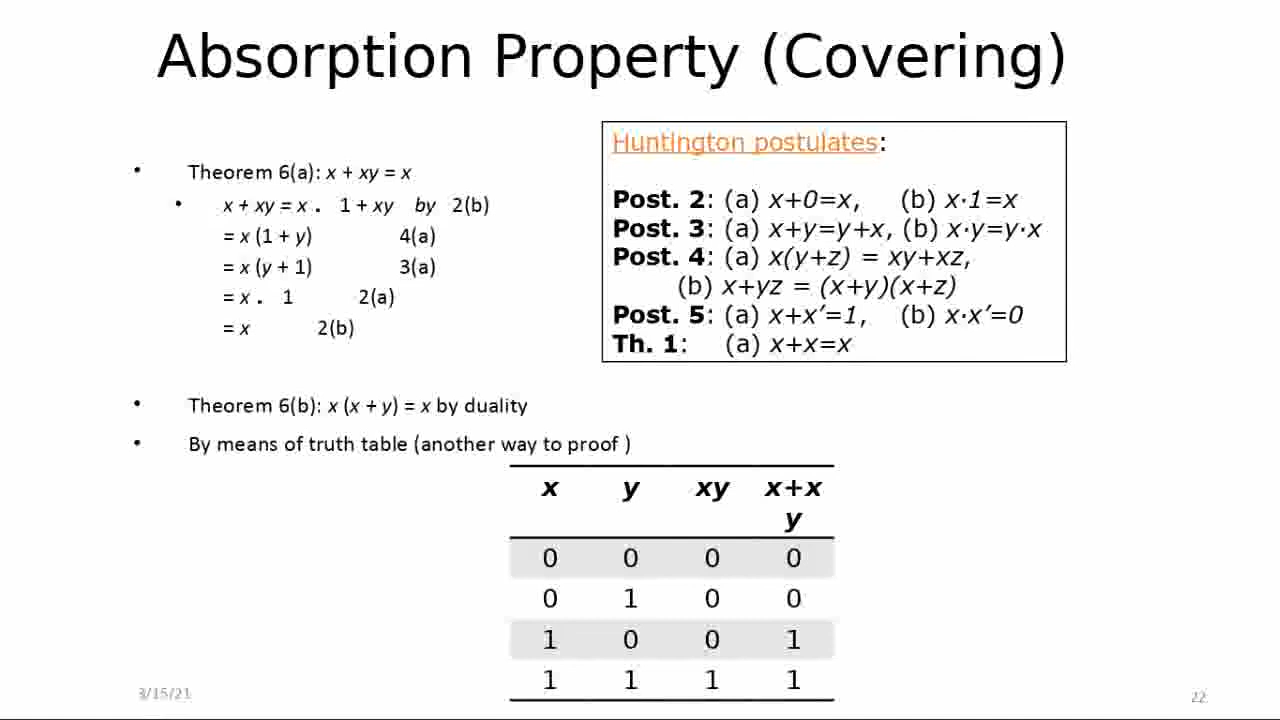 Absorption Property (Covering)
• Theorem 6(a): x + xy = x
• x + xy = x . 1 + xy by 2(b)
= x (1 + y) 4(a)
= x (y + 1) 3(a)
= x . 1 2(a)
= x 2(b)
Huntington postulates:
Post. 2: (a) x+0=x, (b) x·1=x
Post. 3: (a) x+y=y+x, (b) x·y=y·x
Post. 4: (a) x(y+z) = xy+xz,
(b) x+yz = (x+y)(x+z)
Post. 5: (a) x+x’=1, (b) x·x’=0
Th. 1: (a) x+x=x
• Theorem 6(b): x (x + y) = x by duality
• By means of truth table (another way to proof )
x y xy x+x
y
0 0 0 0
0 1 0 0
1 0 0 1
1 1 1 1
3/15/21
22